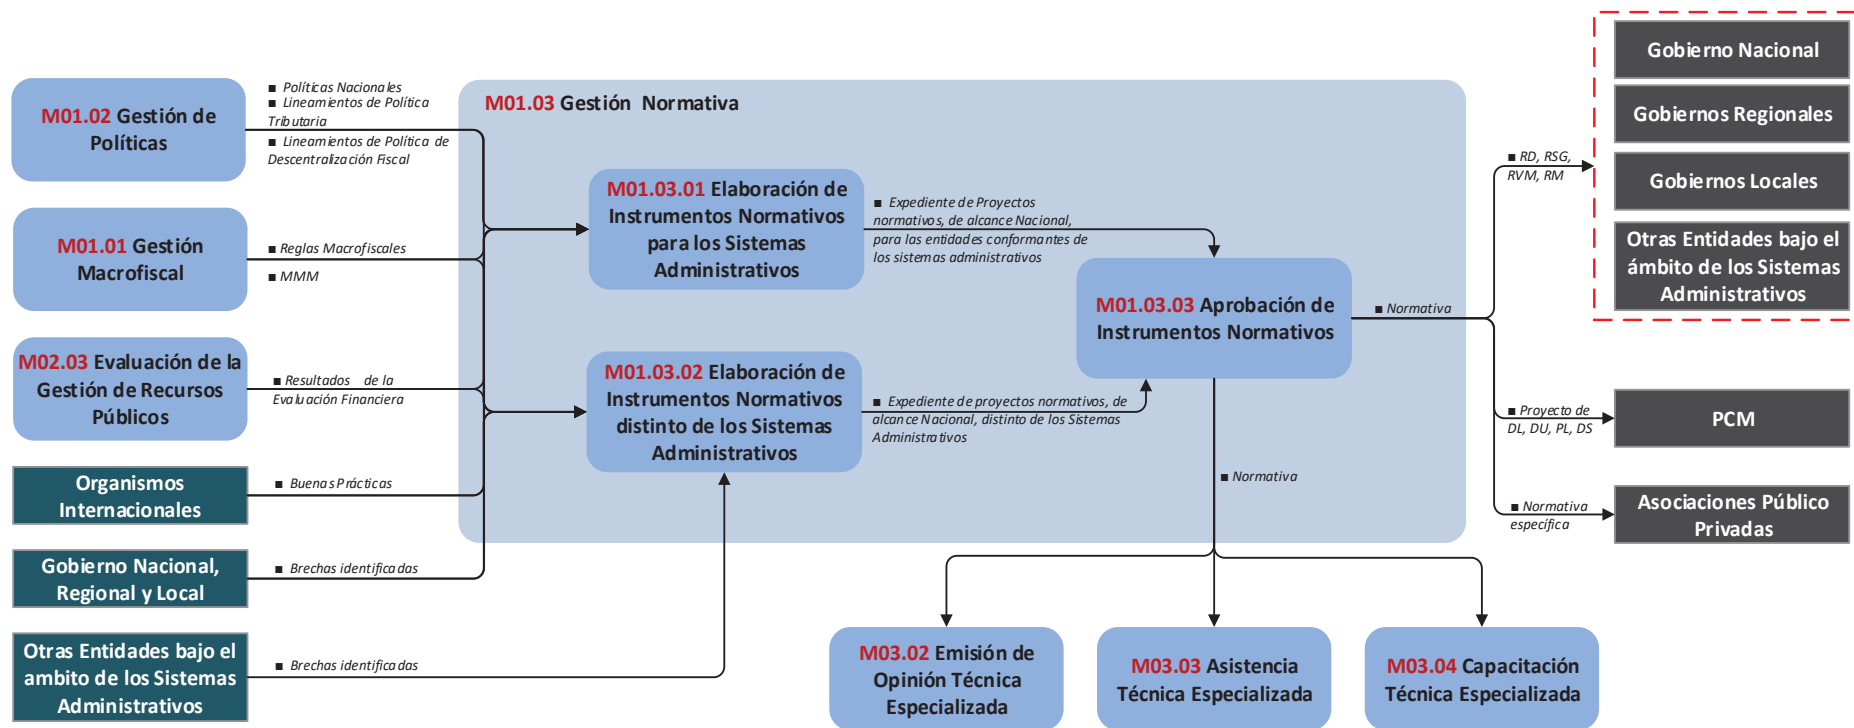 M01.02 Gestión de
Políticas
■ Políticas Nacionales
■ Lineamientos de Política
Tributaria
■ Lineamientos de Política de
Descentralización Fiscal
M01.01 Gestión
Macrofiscal
■ Reglas Macrofiscales
■ MMM
M02.03 Evaluación de la
Gestión de Recursos
Públicos
■ Resultados de la
Evaluación Financiera
Organismos
Internacionales
■ Buenas Prácticas
Gobierno Nacional,
Regional y Local
■ Brechas identificadas
Otras Entidades bajo el
ambito de los Sistemas
Administrativos
■ Brechas identificadas
M01.03 Gestión Normativa
M01.03.01 Elaboración de
Instrumentos Normativos
para los Sistemas
Administrativos
■ Expediente de Proyectos
normativos, de alcance Nacional,
para las entidades conformantes de
los sistemas administrativos
M01.03.02 Elaboración de
Instrumentos Normativos
distinto de los Sistemas
Administrativos
■ Expediente de proyectos normativos, de
alcance Nacional, distinto de los Sistemas
Administrativos
M01.03.03 Aprobación de
Instrumentos Normativos
■ Normativa
■ Normativa
M03.02 Emisión de
Opinión Técnica
Especializada
M03.03 Asistencia
Técnica Especializada
M03.04 Capacitación
Técnica Especializada
■ RD, RSG,
RVM, RM
Gobierno Nacional
Gobiernos Regionales
Gobiernos Locales
Otras Entidades bajo el
ámbito de los Sistemas
Administrativos
■ Proyecto de
DL, DU, PL, DS
PCM
■ Normativa
específica
Asociaciones Público
Privadas